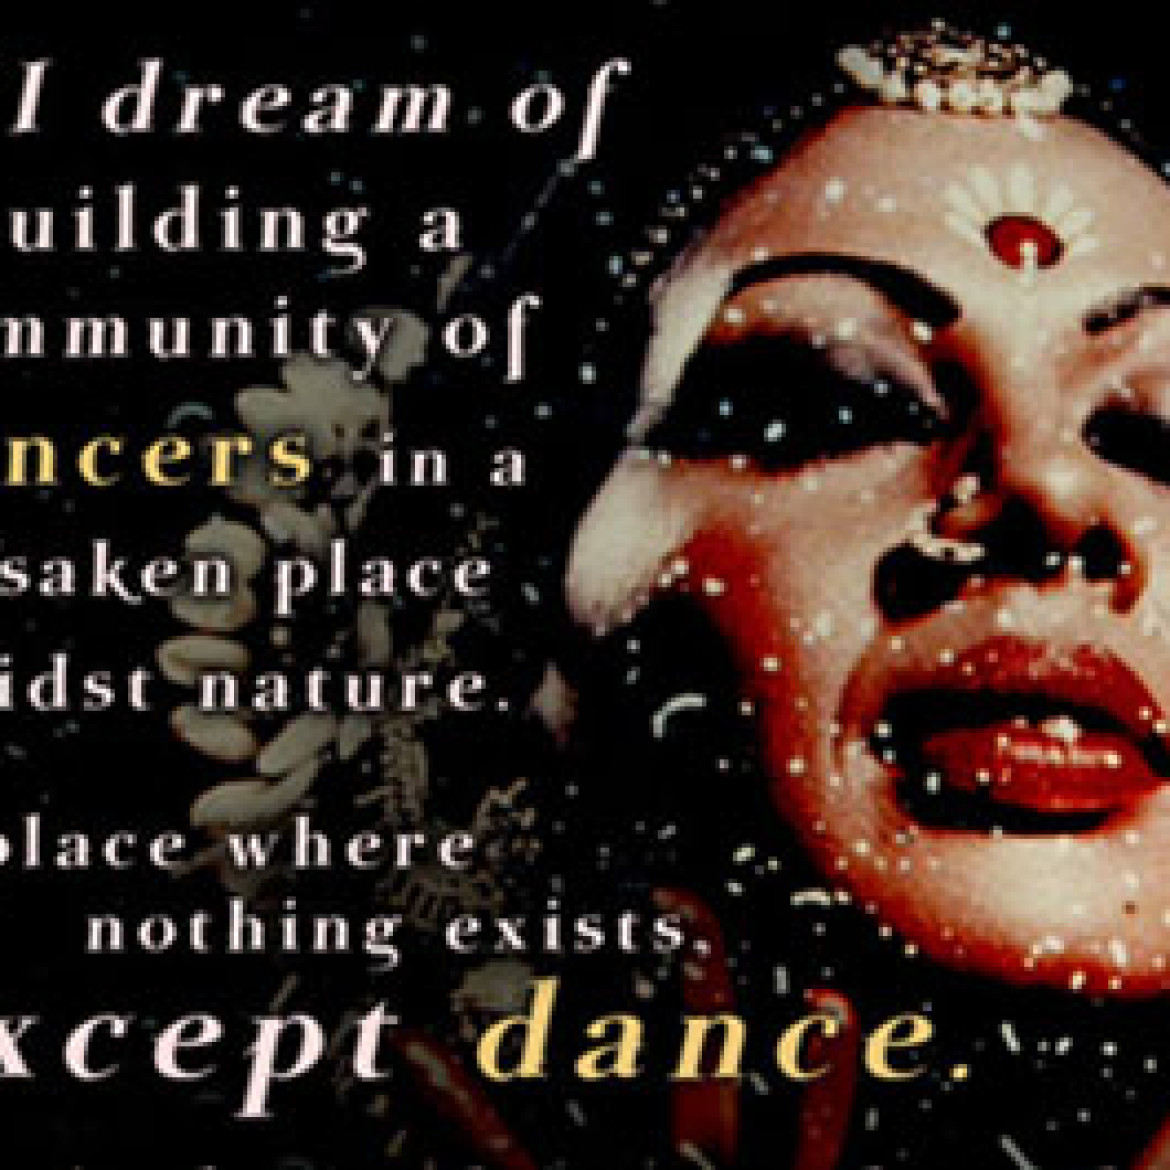 I dream of
uilding a
mmunity of
ncers in a
saken place
idst nature.
place where
nothing exists,
xcept dance.